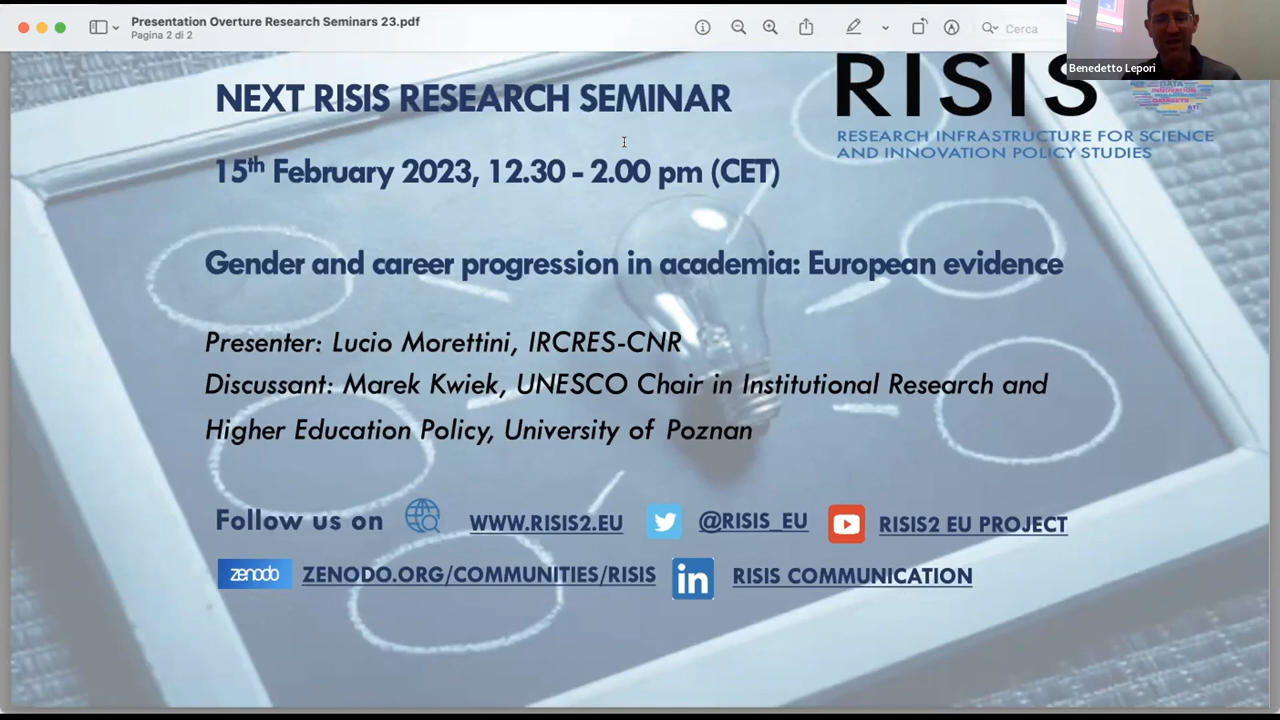 Presentation Overture Research Seminars 23.pdf
Pagina 2 di 2
Cerca
Benedetto Lepori
NEXT RISIS RESEARCH SEMINAR
RISIS
DATA
INNOVATION
DATASETS
RESEARCH INFRASTRUCTURE FOR SCIENCE
AND INNOVATION POLICY STUDIES
15th February 2023, 12.30 - 2.00 pm (CET)
Gender and career progression in academia: European evidence
Presenter: Lucio Morettini, IRCRES-CNR
Discussant: Marek Kwiek, UNESCO Chair in Institutional Research and
Higher Education Policy, University of Poznan
Follow us on
WWW.RISIS2.EU
@RISIS_EU
RISIS2 EU PROJECT
zenodo
ZENODO.ORG/COMMUNITIES/RISIS
in
RISIS COMMUNICATION